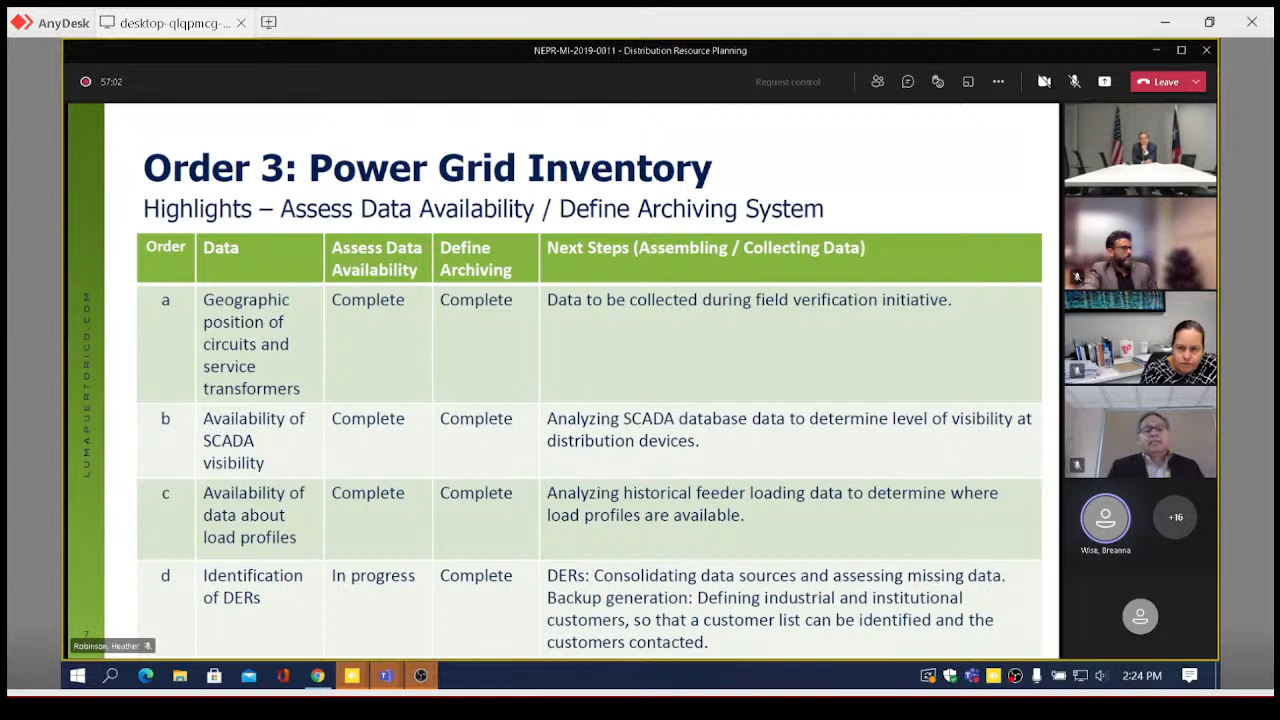 AnyDesk
desktop-qlqpmcg-...
NEPR-MI-2019-0011 - Distribution Resource Planning
57:02
Request control
Leave
Order 3: Power Grid Inventory
Highlights – Assess Data Availability / Define Archiving System
Order
Data
Assess Data
Availability
Define
Archiving
Next Steps (Assembling / Collecting Data)
a
Geographic
position of
circuits and
service
transformers
Complete
Complete
Data to be collected during field verification initiative.
b
Availability of
SCADA
visibility
Complete
Complete
Analyzing SCADA database data to determine level of visibility at
distribution devices.
c
Availability of
data about
load profiles
Complete
Complete
Analyzing historical feeder loading data to determine where
load profiles are available.
d
Identification
of DERs
In progress
Complete
DERs: Consolidating data sources and assessing missing data.
Backup generation: Defining industrial and institutional
customers, so that a customer list can be identified and the
customers contacted.
LUMAPUERTORICO.COM
7
Robinson, Heather
+16
Wise, Breanna
2:24 PM